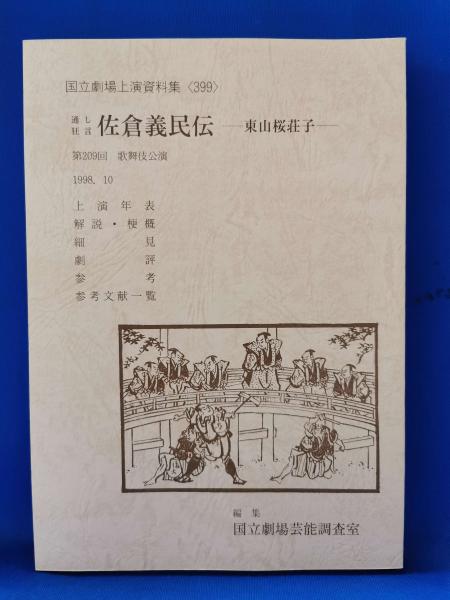 国立劇場上演資料集〈399〉
通し狂言 佐倉義民伝 ―東山桜荘子―
第209回 歌舞伎公演
1998. 10
上演年表
解説・梗概
細見
劇評
参考
参考文献一覧
編集
国立劇場芸能調査室